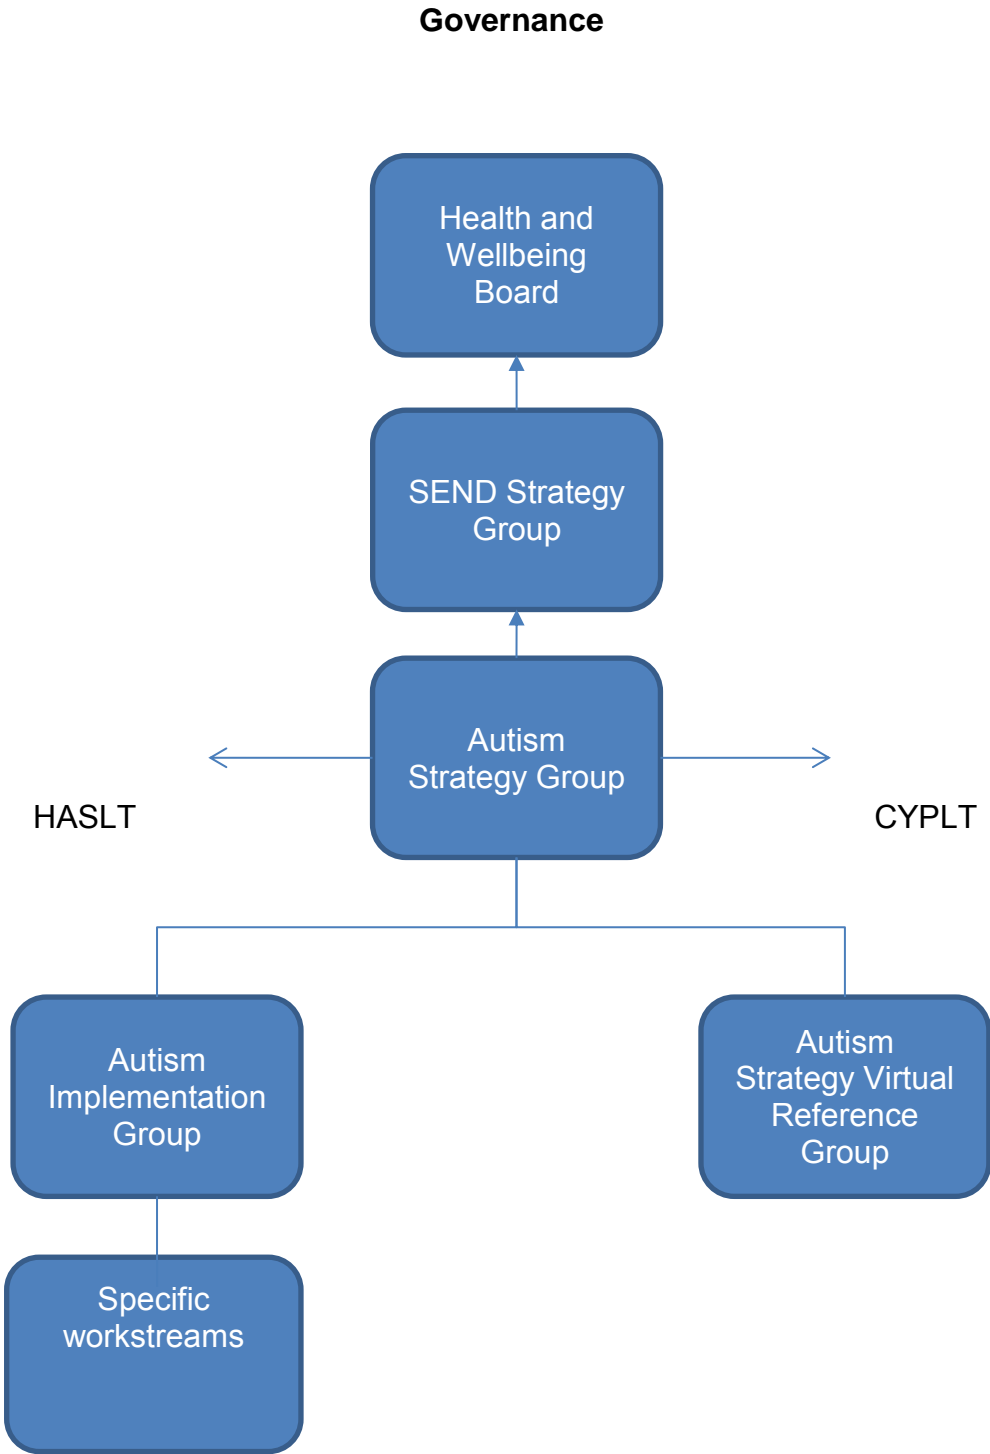 Governance
Health and
Wellbeing
Board
SEND Strategy
Group
Autism
Strategy Group
HASLT
CYPLT
Autism
Implementation
Group
Autism
Strategy Virtual
Reference
Group
Specific
workstreams